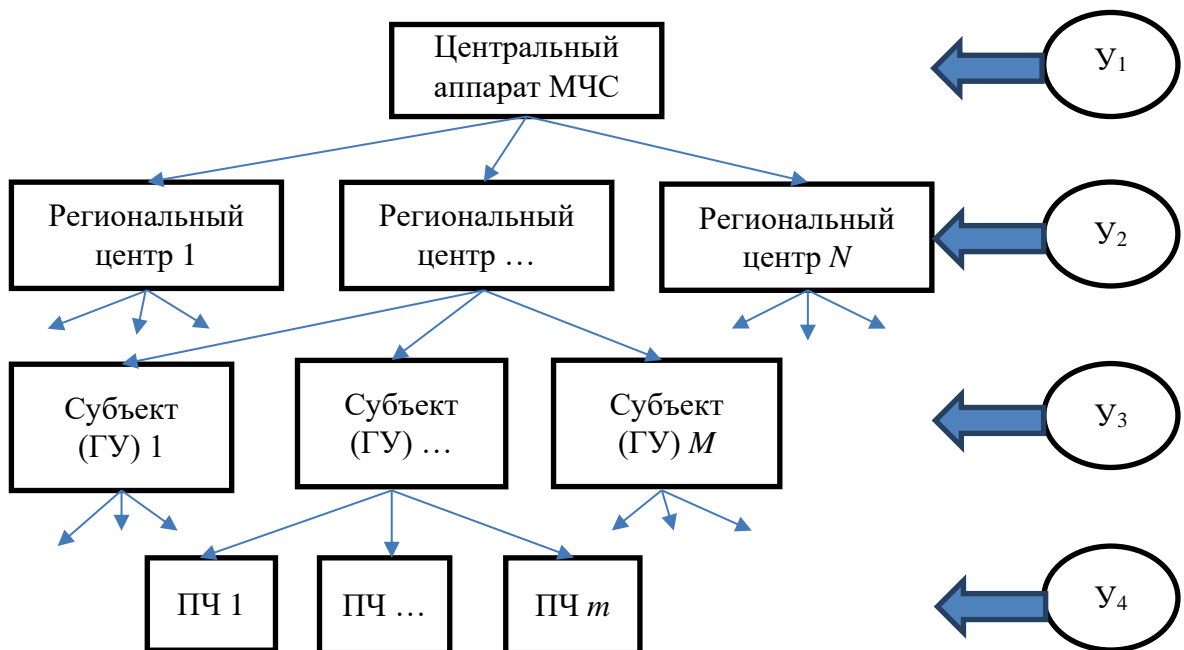 Центральный
аппарат МЧС
У1
Региональный
центр 1
Региональный
центр …
Региональный
центр N
У2
Субъект
(ГУ) 1
Субъект
(ГУ) …
Субъект
(ГУ) M
У3
ПЧ 1
ПЧ …
ПЧ m
У4